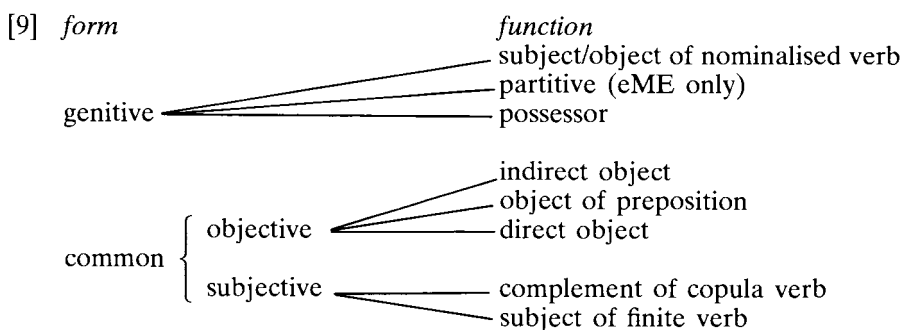 [9] form function
subject/object of nominalised verb
partitive (eME only)
genitive possessor
indirect object
object of preposition
objective direct object
common
subjective complement of copula verb
subject of finite verb